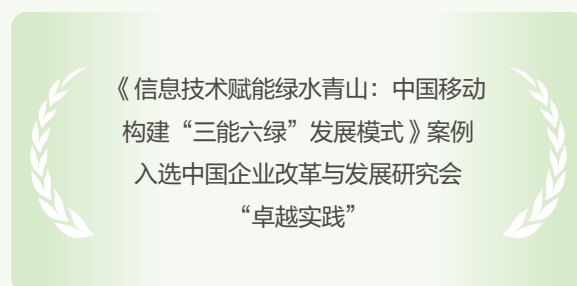 《信息技术赋能绿水青山：中国移动
构建“三能六绿”发展模式》案例
入选中国企业改革与发展研究会
“卓越实践”